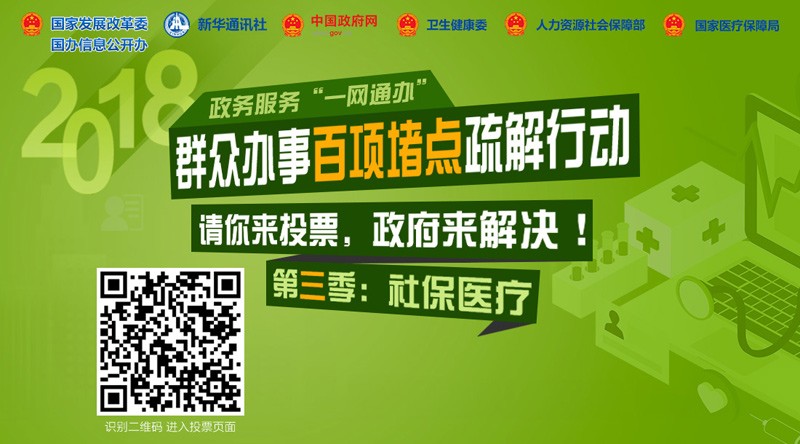 国家发展改革委
国办信息公开办
新华通讯社
中国政府网
.gov
卫生健康委
人力资源社会保障部
国家医疗保障局
2018
政务服务“一网通办”
群众办事百项堵点疏解行动
请你来投票，政府来解决！
第三季：社保医疗
识别二维码 进入投票页面